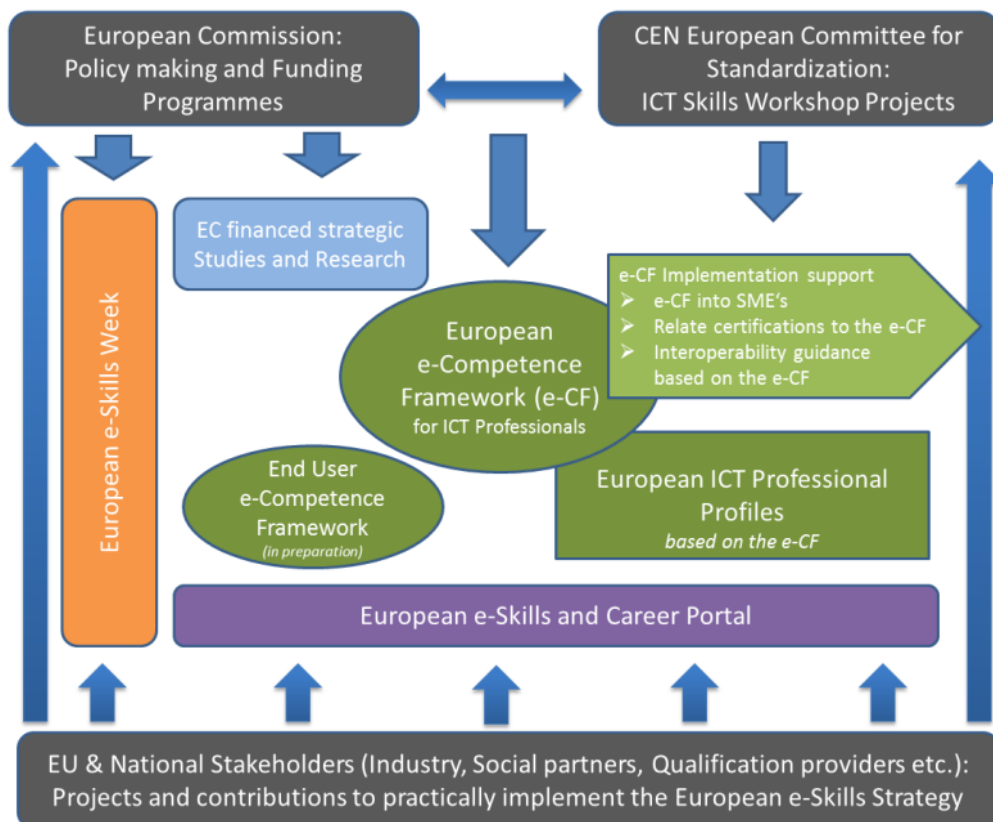 European Commission:
Policy making and Funding
Programmes
CEN European Committee for
Standardization:
ICT Skills Workshop Projects
European e-Skills Week
EC financed strategic
Studies and Research
European
e-Competence
Framework (e-CF)
for ICT Professionals
e-CF Implementation support
➢ e-CF into SME‘s
➢ Relate certifications to the e-CF
➢ Interoperability guidance
based on the e-CF
End User
e-Competence
Framework
(in preparation)
European ICT Professional
Profiles
based on the e-CF
European e-Skills and Career Portal
EU & National Stakeholders (Industry, Social partners, Qualification providers etc.):
Projects and contributions to practically implement the European e-Skills Strategy